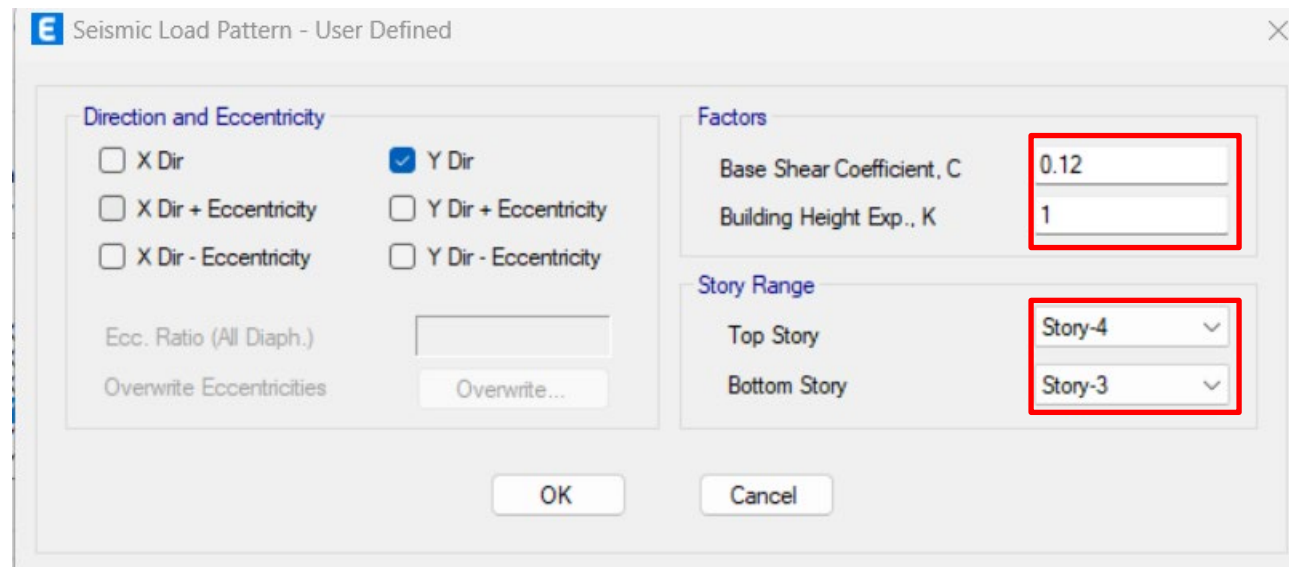 E Seismic Load Pattern - User Defined
Direction and Eccentricity
X Dir
Y Dir
X Dir + Eccentricity
Y Dir + Eccentricity
X Dir - Eccentricity
Y Dir - Eccentricity
Ecc. Ratio (All Diaph.)
Overwrite Eccentricities
Overwrite...
Factors
Base Shear Coefficient, C
0.12
Building Height Exp., K
1
Story Range
Top Story
Story-4
Bottom Story
Story-3
OK
Cancel